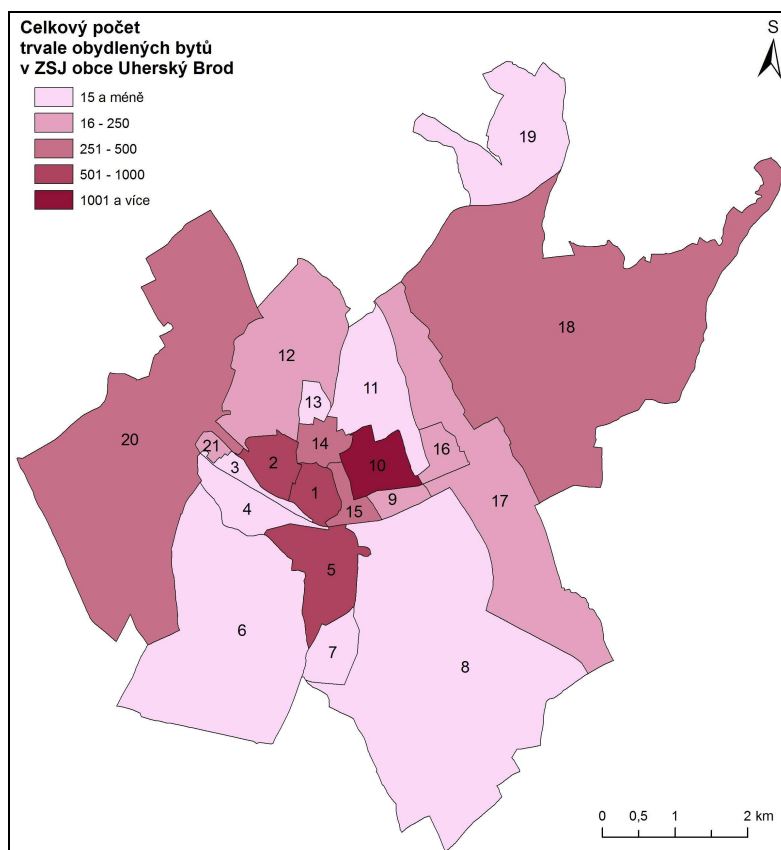 Celkový počet
trvale obydlených bytů
v ZSJ obce Uherský Brod
15 a méně
16 - 250
251 - 500
501 - 1000
1001 a více
S
19
18
12
11
13
20
14
21
2
10
16
3
1
9
17
4
15
5
6
7
8
0 0,5 1 2 km